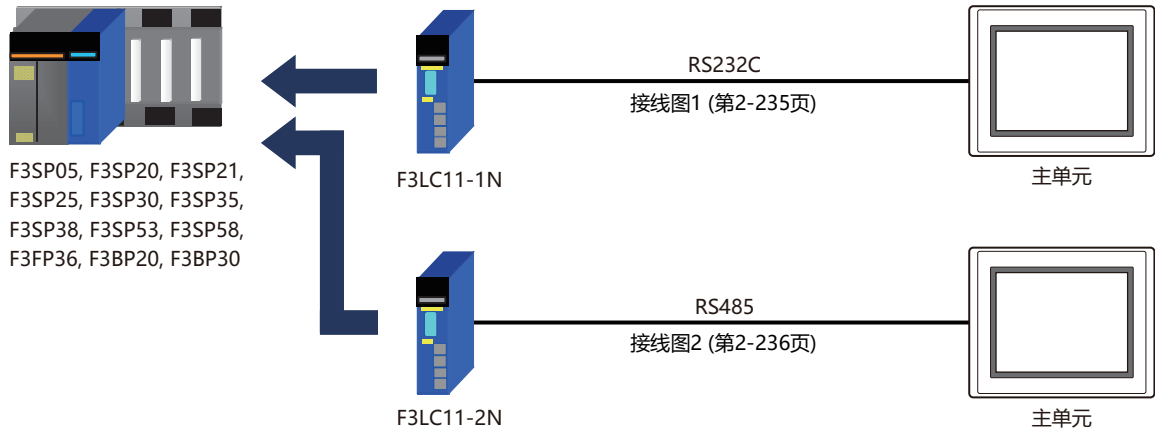 RS232C
接线图1 (第2-235页)
F3SP05, F3SP20, F3SP21,
F3SP25, F3SP30, F3SP35,
F3SP38, F3SP53, F3SP58,
F3FP36, F3BP20, F3BP30
F3LC11-1N
主单元
RS485
接线图2 (第2-236页)
F3LC11-2N
主单元